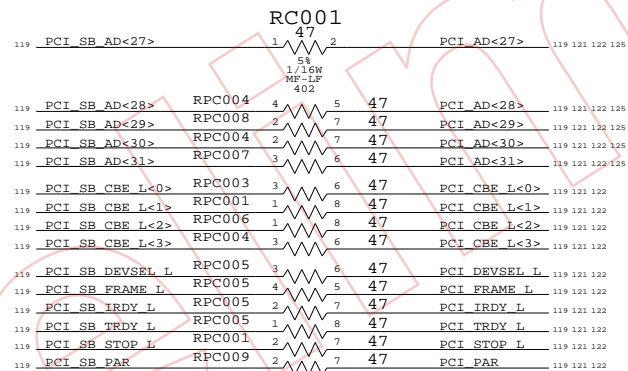 RC001
47
119 PCI_SB_AD<27> 1 2 PCI_AD<27> 119 121 122 125
5%
1/16W
MF-LF
402
119 PCI_SB_AD<28> RPC004 4 5 47 PCI_AD<28> 119 121 122 125
119 PCI_SB_AD<29> RPC008 2 7 47 PCI_AD<29> 119 121 122 125
119 PCI_SB_AD<30> RPC004 2 7 47 PCI_AD<30> 119 121 122 125
119 PCI_SB_AD<31> RPC007 3 6 47 PCI_AD<31> 119 121 122 125
119 PCI_SB_CBE_L<0> RPC003 3 6 47 PCI_CBE_L<0> 119 121 122
119 PCI_SB_CBE_L<1> RPC001 1 8 47 PCI_CBE_L<1> 119 121 122
119 PCI_SB_CBE_L<2> RPC006 1 8 47 PCI_CBE_L<2> 119 121 122
119 PCI_SB_CBE_L<3> RPC004 3 6 47 PCI_CBE_L<3> 119 121 122
119 PCI_SB_DEVSEL_L RPC005 3 6 47 PCI_DEVSEL_L 119 121 122
119 PCI_SB_FRAME_L RPC005 4 5 47 PCI_FRAME_L 119 121 122
119 PCI_SB_IRDY_L RPC005 2 7 47 PCI_IRDY_L 119 121 122
119 PCI_SB_TRDY_L RPC005 1 8 47 PCI_TRDY_L 119 121 122
119 PCI_SB_STOP_L RPC001 2 7 47 PCI_STOP_L 119 121 122
119 PCI_SB_PAR RPC009 2 7 47 PCI_PAR 119 121 122